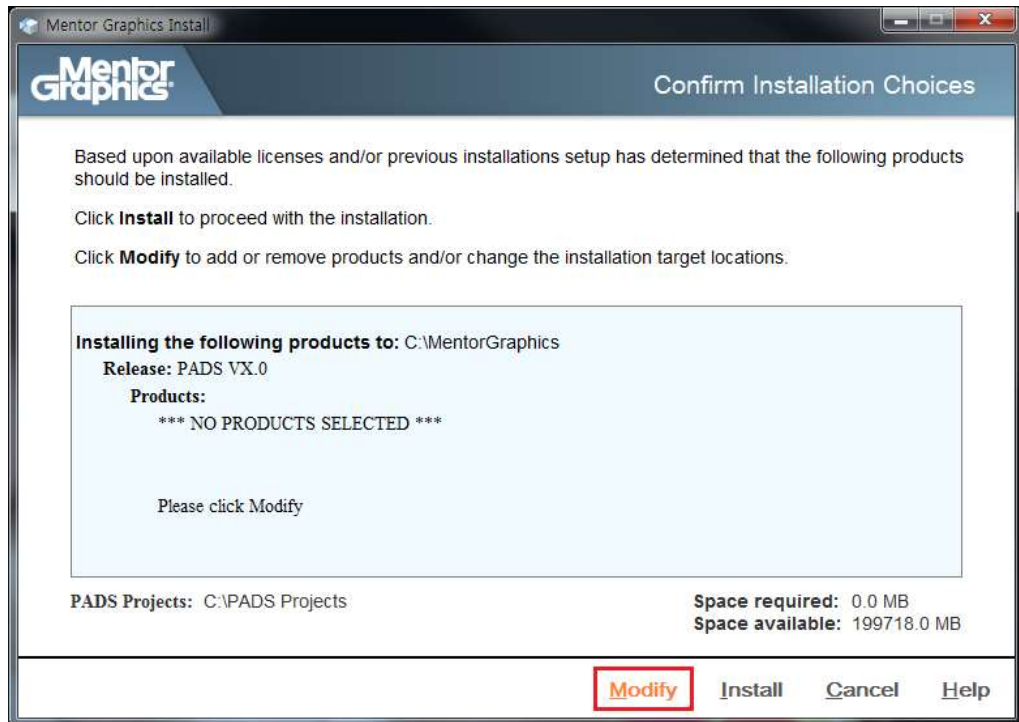 Mentor Graphics Install
Mentor
Graphics
Confirm Installation Choices
Based upon available licenses and/or previous installations setup has determined that the following products
should be installed.
Click Install to proceed with the installation.
Click Modify to add or remove products and/or change the installation target locations.
Installing the following products to: C:\MentorGraphics
Release: PADS VX.0
Products:
*** NO PRODUCTS SELECTED ***
Please click Modify
PADS Projects: C:\PADS Projects
Space required: 0.0 MB
Space available: 199718.0 MB
Modify Install Cancel Help